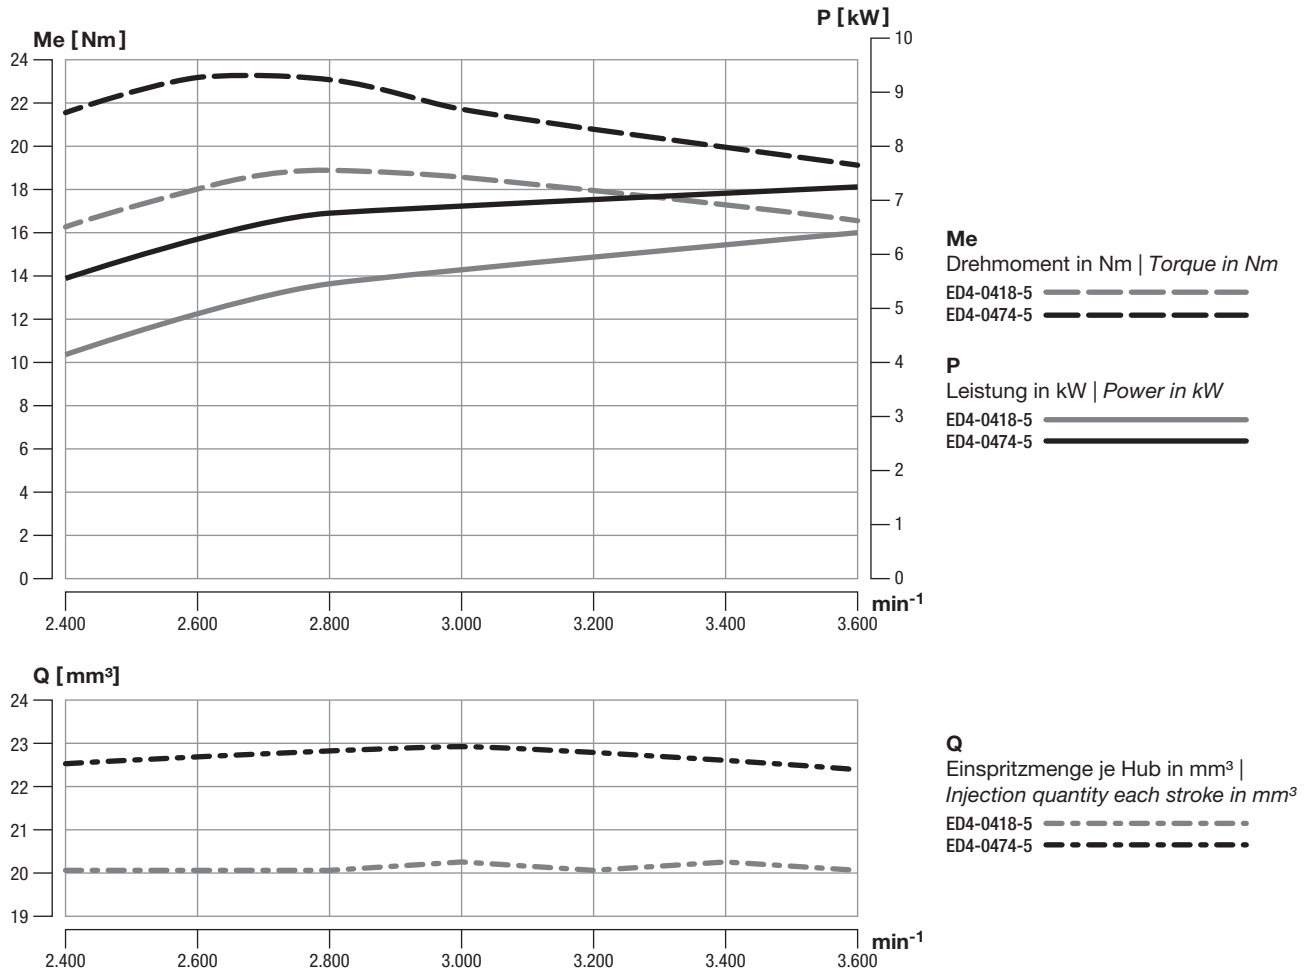 P [kW]
Me [Nm]
10
24
22
9
20
8
18
7
16
6
14
5
12
10
4
8
3
6
2
4
1
2
0
0
min-1
2.400 2.600 2.800 3.000 3.200 3.400 3.600
Me
Drehmoment in Nm | Torque in Nm
ED4-0418-5
ED4-0474-5
P
Leistung in kW | Power in kW
ED4-0418-5
ED4-0474-5
Q [mm³]
24
23
22
21
20
19
min-1
2.400 2.600 2.800 3.000 3.200 3.400 3.600
Q
Einspritzmenge je Hub in mm³ |
Injection quantity each stroke in mm³
ED4-0418-5
ED4-0474-5